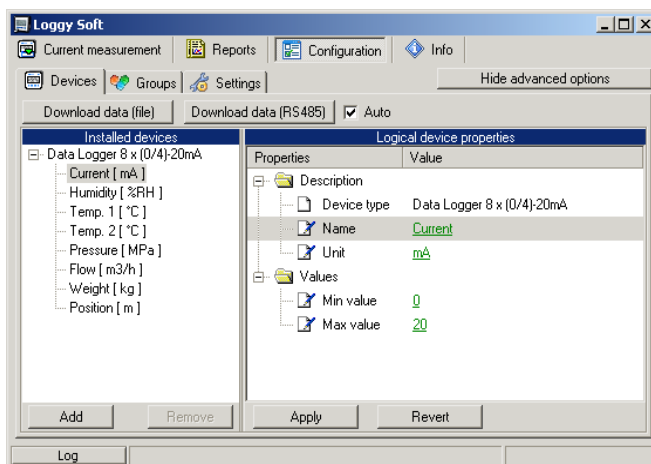 Loggy Soft
Current measurement Reports Configuration Info
Devices Groups Settings Hide advanced options
Download data (file) Download data (RS485) Auto
Installed devices
Data Logger 8 x (0/4)-20mA
Current [ mA ]
Humidity [ %RH ]
Temp. 1 [ °C ]
Temp. 2 [ °C ]
Pressure [ MPa ]
Flow [ m3/h ]
Weight [ kg ]
Position [ m ]
Add Remove
Logical device properties
Properties Value
Description
Device type Data Logger 8 x (0/4)-20mA
Name Current
Unit mA
Values
Min value 0
Max value 20
Apply Revert
Log